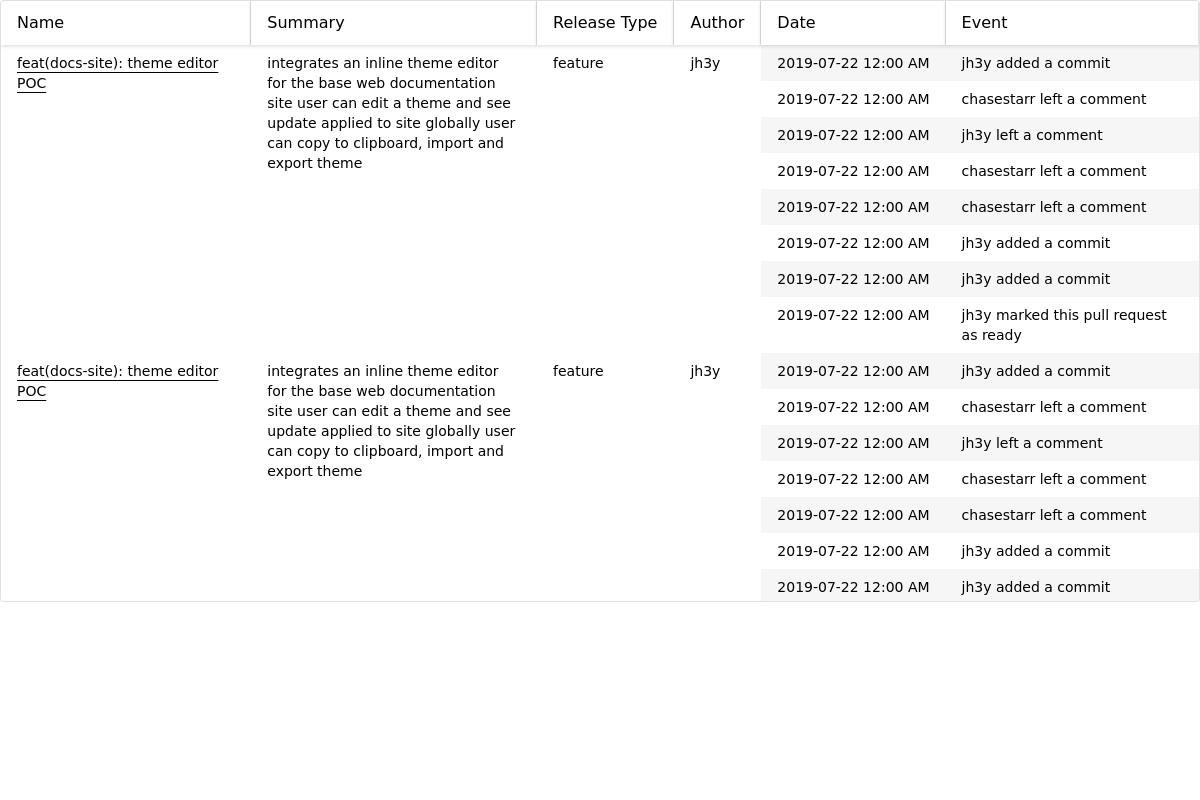 Name Summary Release Type Author Date Event
feat(docs-site): theme editor
POC
integrates an inline theme editor
for the base web documentation
site user can edit a theme and see
update applied to site globally user
can copy to clipboard, import and
export theme
feature
jh3y
2019-07-22 12:00 AM jh3y added a commit
2019-07-22 12:00 AM chasestarr left a comment
2019-07-22 12:00 AM jh3y left a comment
2019-07-22 12:00 AM chasestarr left a comment
2019-07-22 12:00 AM chasestarr left a comment
2019-07-22 12:00 AM jh3y added a commit
2019-07-22 12:00 AM jh3y added a commit
2019-07-22 12:00 AM jh3y marked this pull request
as ready
feat(docs-site): theme editor
POC
integrates an inline theme editor
for the base web documentation
site user can edit a theme and see
update applied to site globally user
can copy to clipboard, import and
export theme
feature
jh3y
2019-07-22 12:00 AM jh3y added a commit
2019-07-22 12:00 AM chasestarr left a comment
2019-07-22 12:00 AM jh3y left a comment
2019-07-22 12:00 AM chasestarr left a comment
2019-07-22 12:00 AM chasestarr left a comment
2019-07-22 12:00 AM jh3y added a commit
2019-07-22 12:00 AM jh3y added a commit